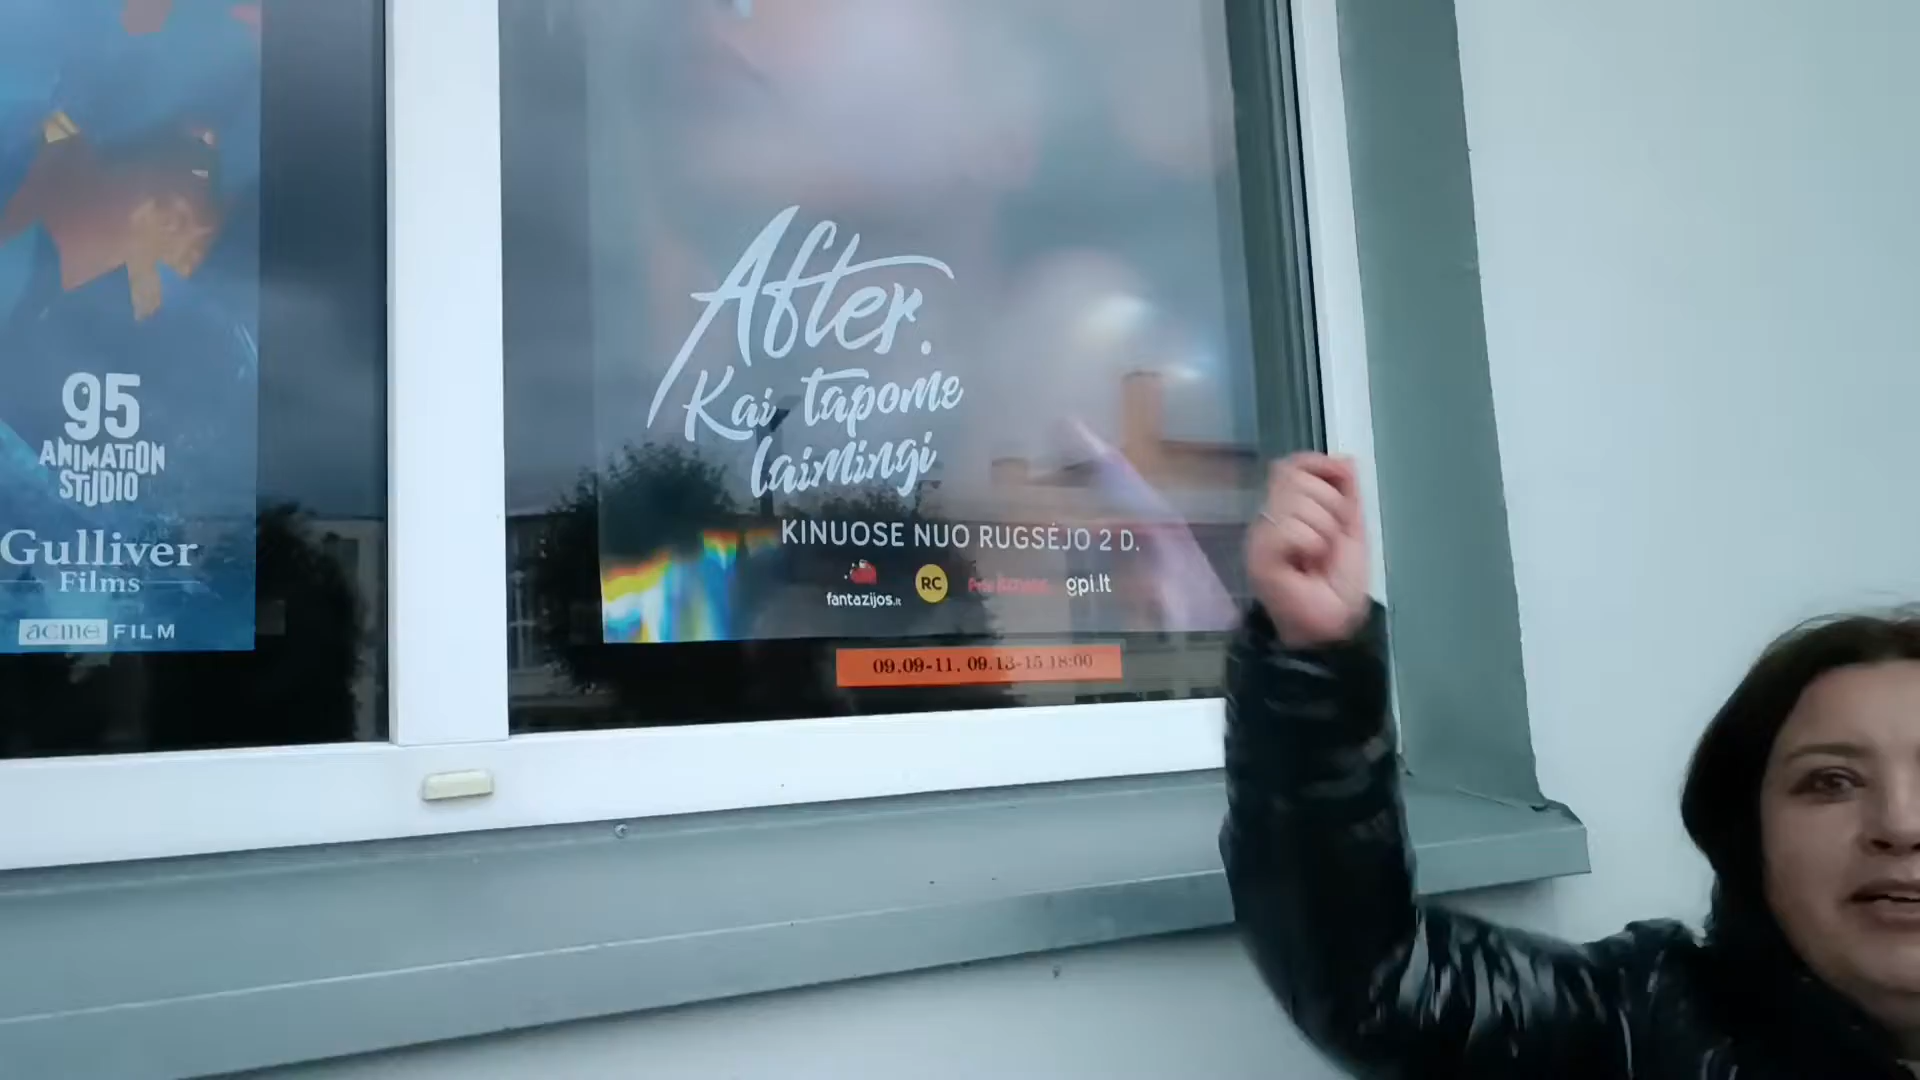 95
ANIMATION
STUDIO
Gulliver
Films
acme FILM
After.
Kai tapome
laimingi
KINUOSE NUO RUGSĖJO 2 D.
fantazijos.lt RC gpi.lt
09.09-11, 09.13-15 18:00